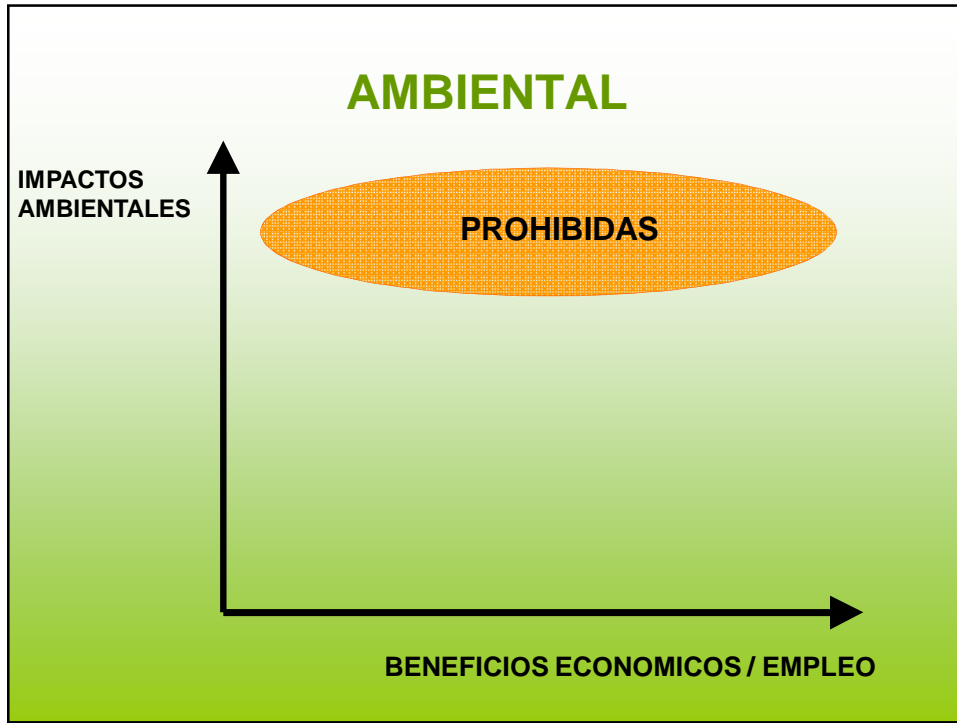 AMBIENTAL
IMPACTOS
AMBIENTALES
PROHIBIDAS
BENEFICIOS ECONOMICOS / EMPLEO